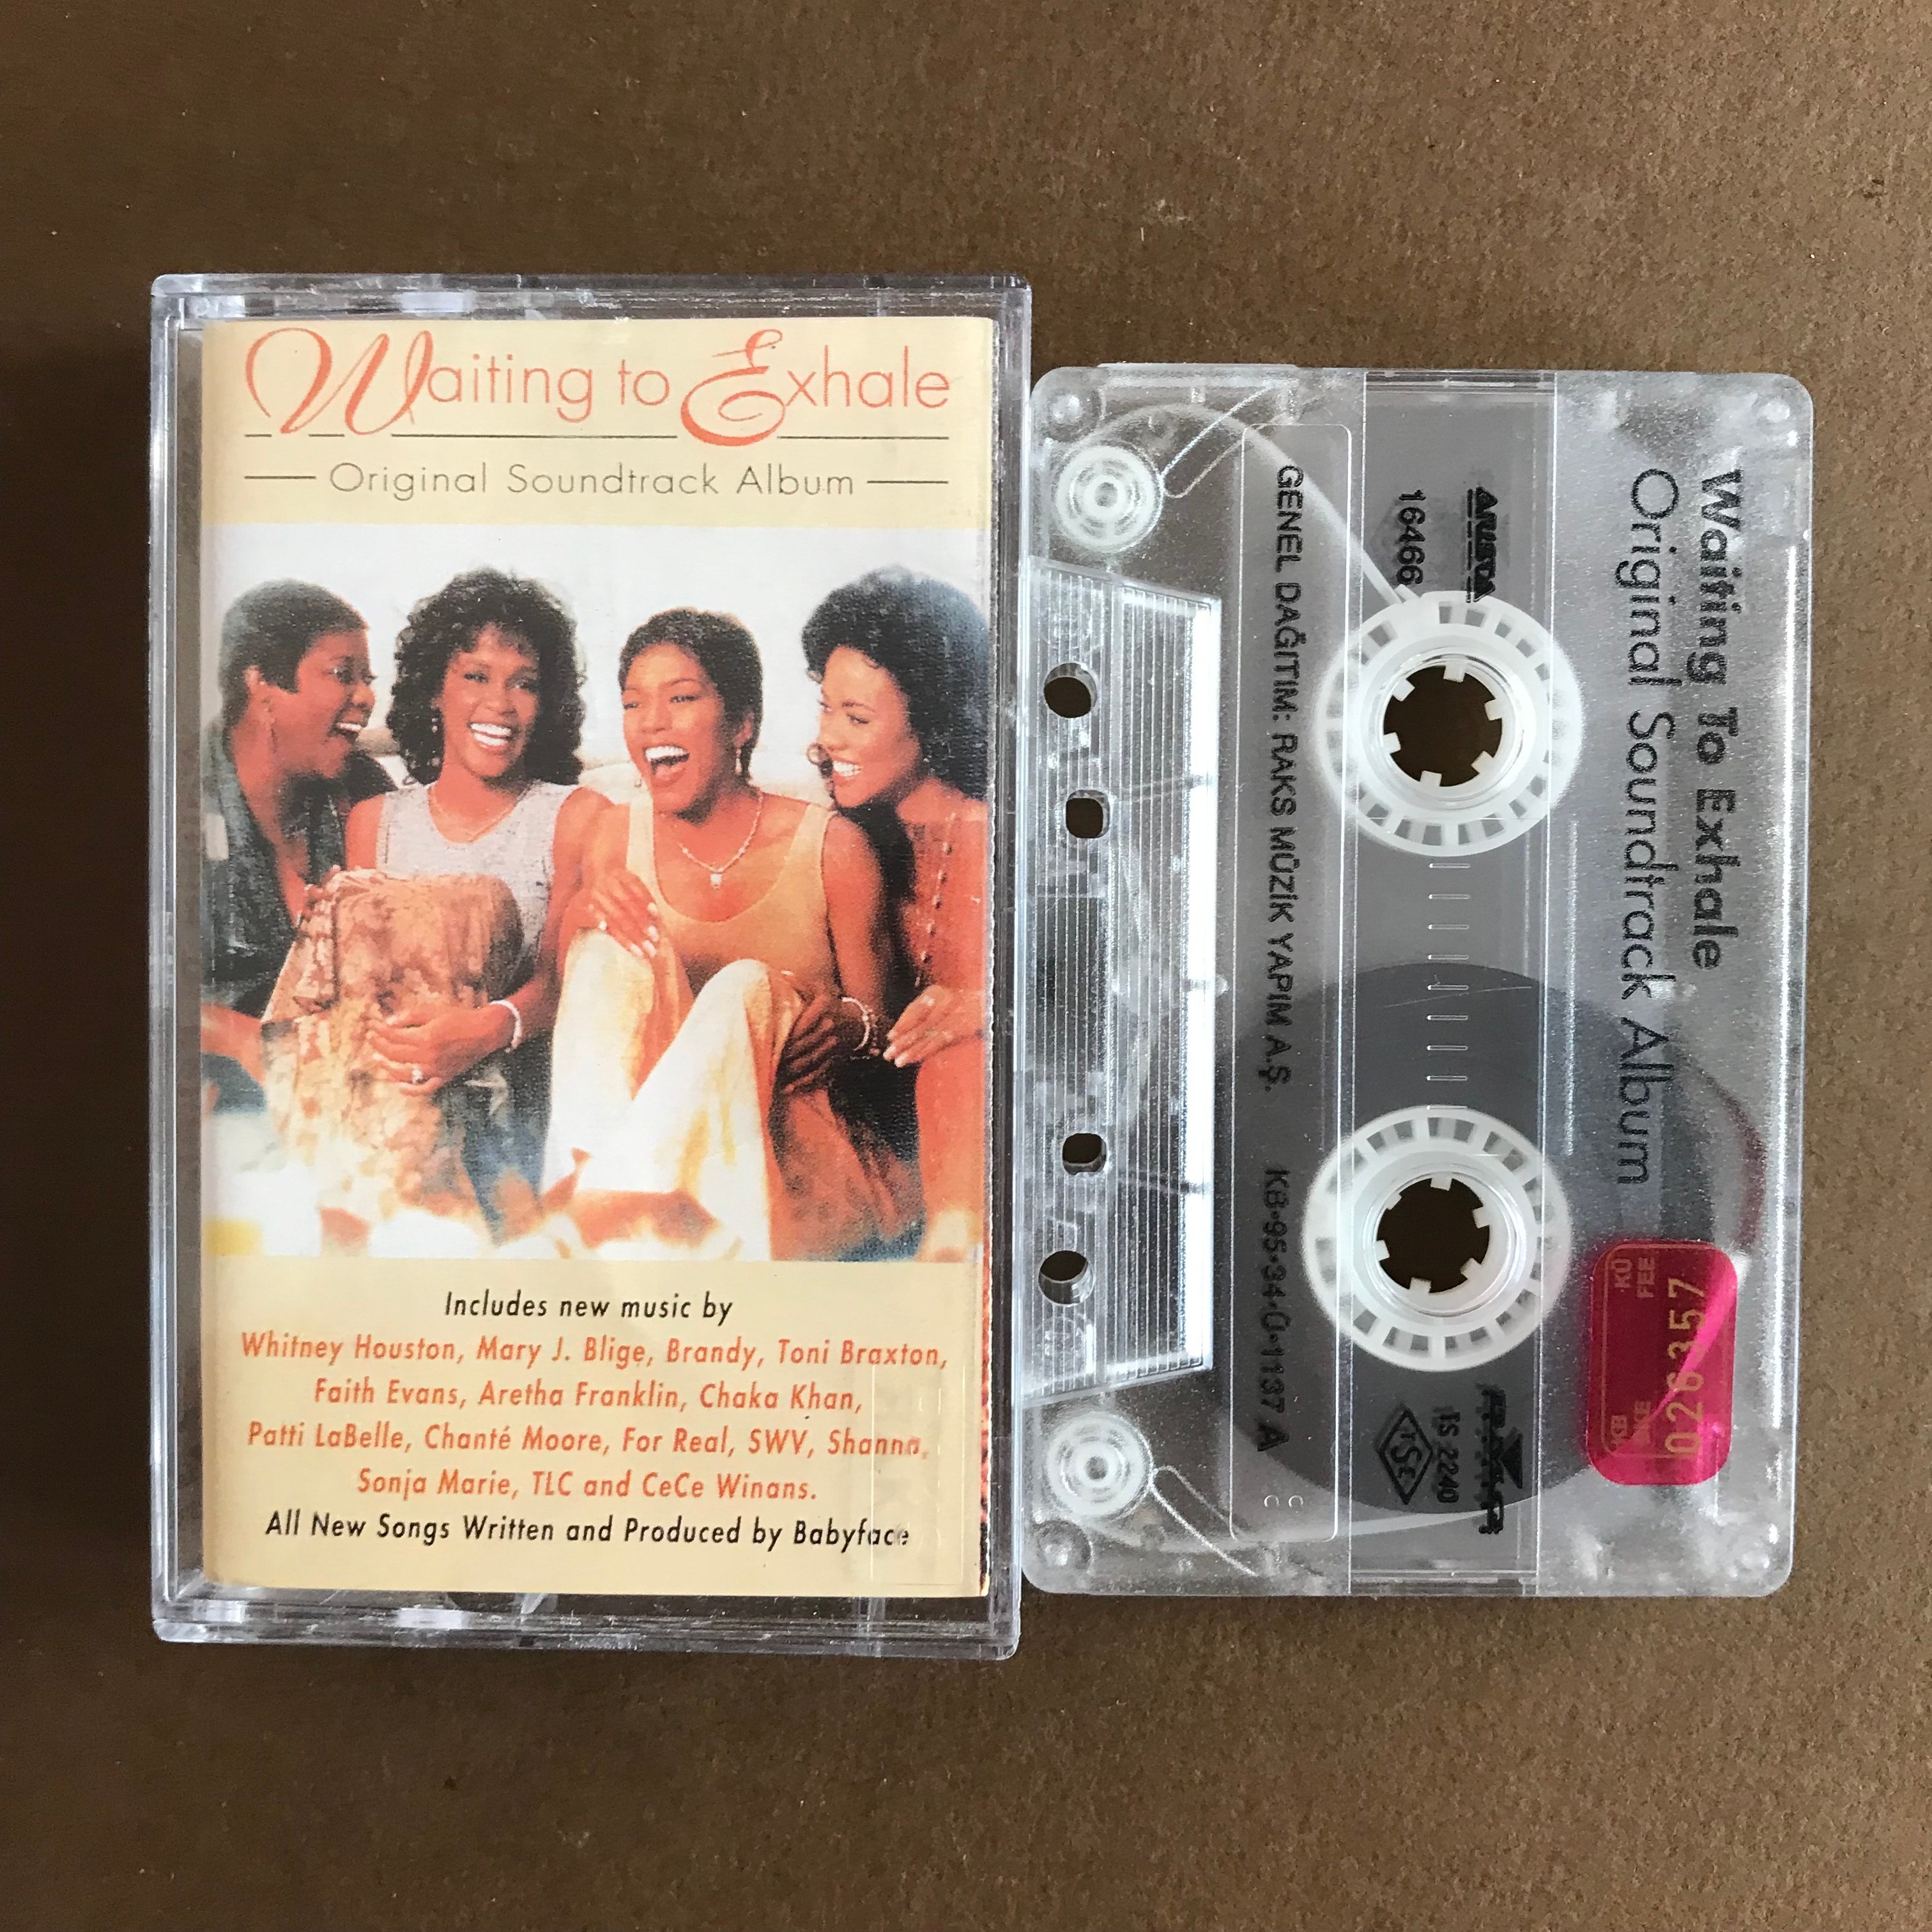 Waiting to Exhale
Original Soundtrack Album
Includes new music by
Whitney Houston, Mary J. Blige, Brandy, Toni Braxton,
Faith Evans, Aretha Franklin, Chaka Khan,
Patti LaBelle, Chanté Moore, For Real, SWV, Shanna,
Sonja Marie, TLC and CeCe Winans.
All New Songs Written and Produced by Babyface
Waiting To Exhale
Original Soundtrack Album
ARISTA
16466
RAKS
TS 2240
TSE
GENEL DAĞITIM: RAKS MÜZİK YAPIM A.Ş. KB·95·34·0·1137 A
026357